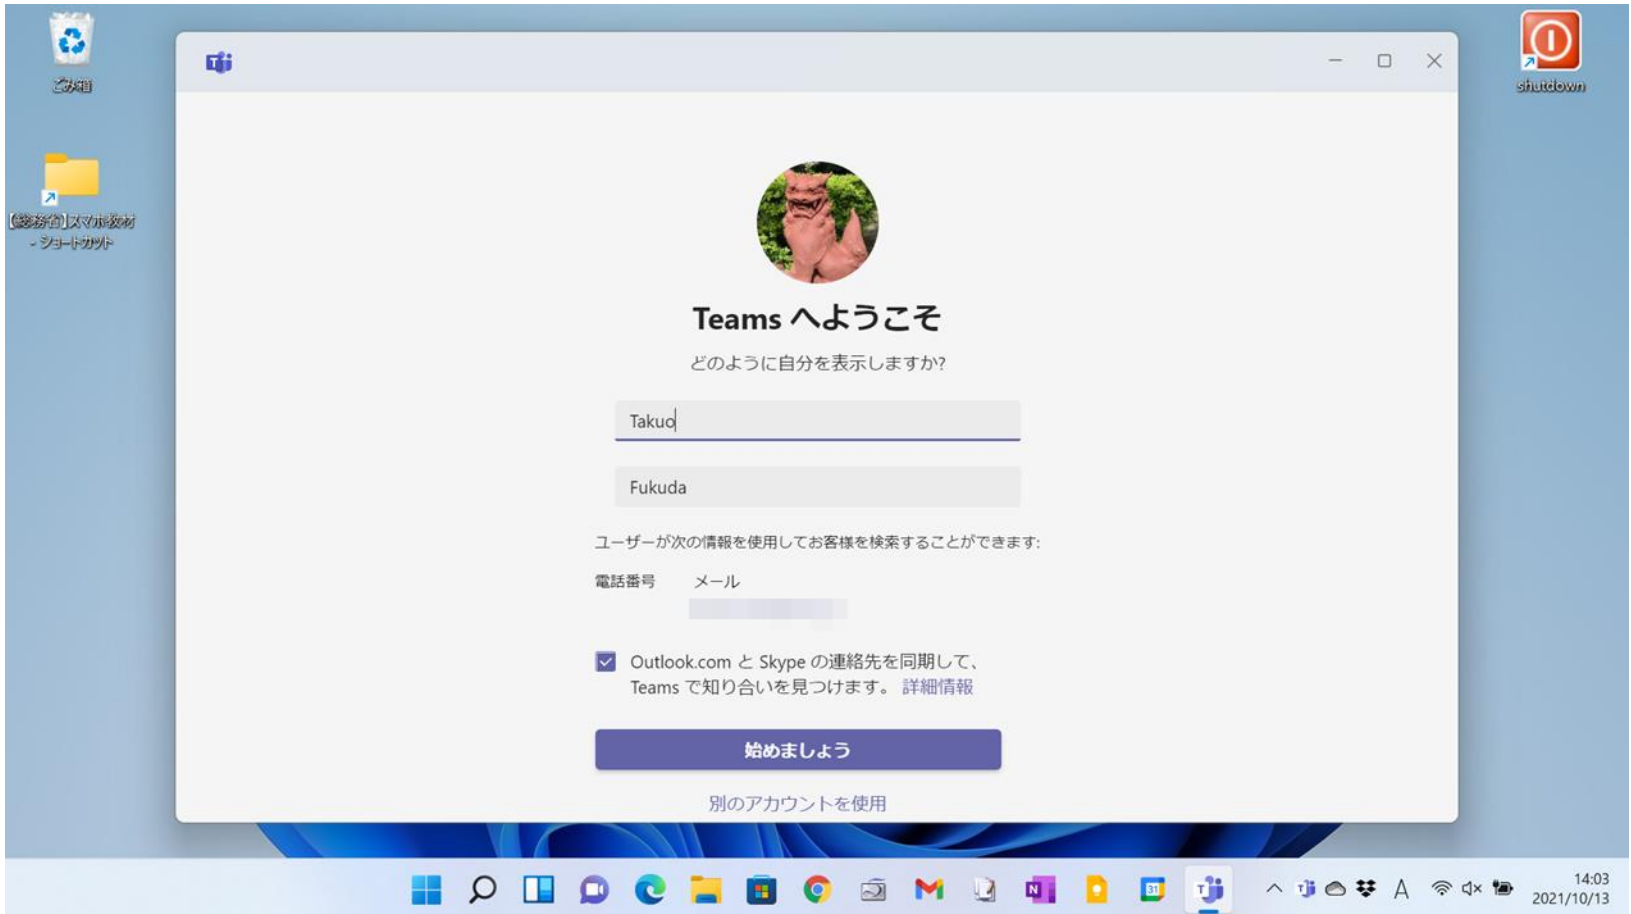 ごみ箱
【総務省】スマホ教材
- ショートカット
shutdown
Teams へようこそ
どのように自分を表示しますか?
Takuo
Fukuda
ユーザーが次の情報を使用してお客様を検索することができます:
電話番号 メール
Outlook.com と Skype の連絡先を同期して、
Teams で知り合いを見つけます。 詳細情報
始めましょう
別のアカウントを使用
31
A
14:03
2021/10/13